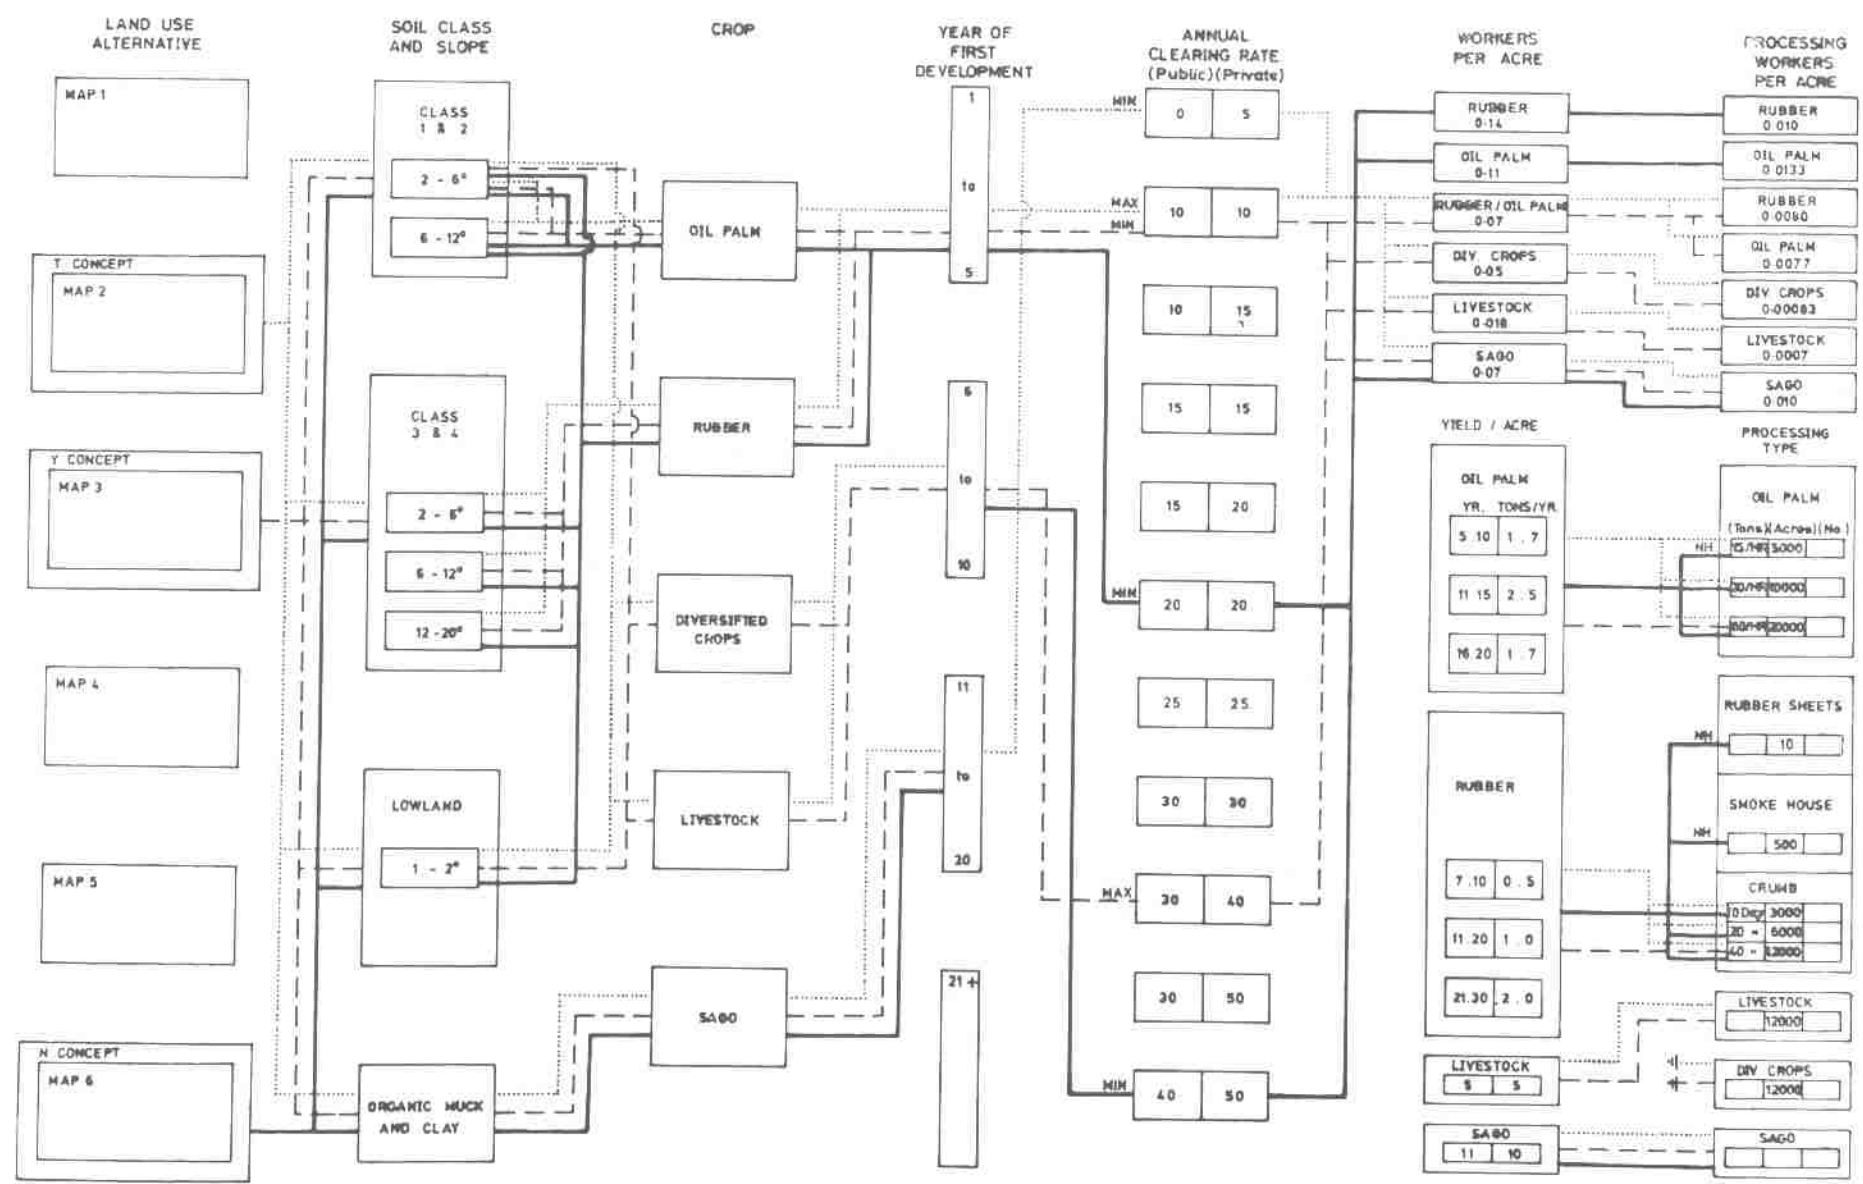 LAND USE
ALTERNATIVE
MAP 1
T CONCEPT
MAP 2
Y CONCEPT
MAP 3
MAP 4
MAP 5
N CONCEPT
MAP 6
SOIL CLASS
AND SLOPE
CLASS
1 & 2
2 - 6°
6 - 12°
CLASS
3 & 4
2 - 6°
6 - 12°
12 - 20°
LOWLAND
1 - 2°
ORGANIC MUCK
AND CLAY
CROP
OIL PALM
RUBBER
DIVERSIFIED
CROPS
LIVESTOCK
SAGO
YEAR OF
FIRST
DEVELOPMENT
1
to
5
6
to
10
11
to
20
21 +
ANNUAL
CLEARING RATE
(Public) (Private)
MIN 0 5
MAX 10 10
MIN
10 15
15 15
15 20
MIN 20 20
25 25
30 30
MAX 30 40
30 50
MIN 40 50
WORKERS
PER ACRE
RUBBER
0·14
OIL PALM
0·11
RUBBER / OIL PALM
0·07
DIV. CROPS
0·05
LIVESTOCK
0·018
SAGO
0·07
YIELD / ACRE
OIL PALM
YR. TONS/YR.
5.10 1.7
11 15 2.5
16.20 1.7
RUBBER
7.10 0.5
11.20 1.0
21.30 2.0
LIVESTOCK
5 5
SAGO
11 10
PROCESSING
WORKERS
PER ACRE
RUBBER
0·010
OIL PALM
0·0133
RUBBER
0·0080
OIL PALM
0·0077
DIV CROPS
0·00083
LIVESTOCK
0·0007
SAGO
0·010
PROCESSING
TYPE
OIL PALM
(Tons)(Acres)(No.)
NH 15/HR 5000
10000
20000
RUBBER SHEETS
NH 10
SMOKE HOUSE
NH 500
CRUMB
3000
20 " 6000
40 " 12000
LIVESTOCK
12000
DIV CROPS
12000
SAGO